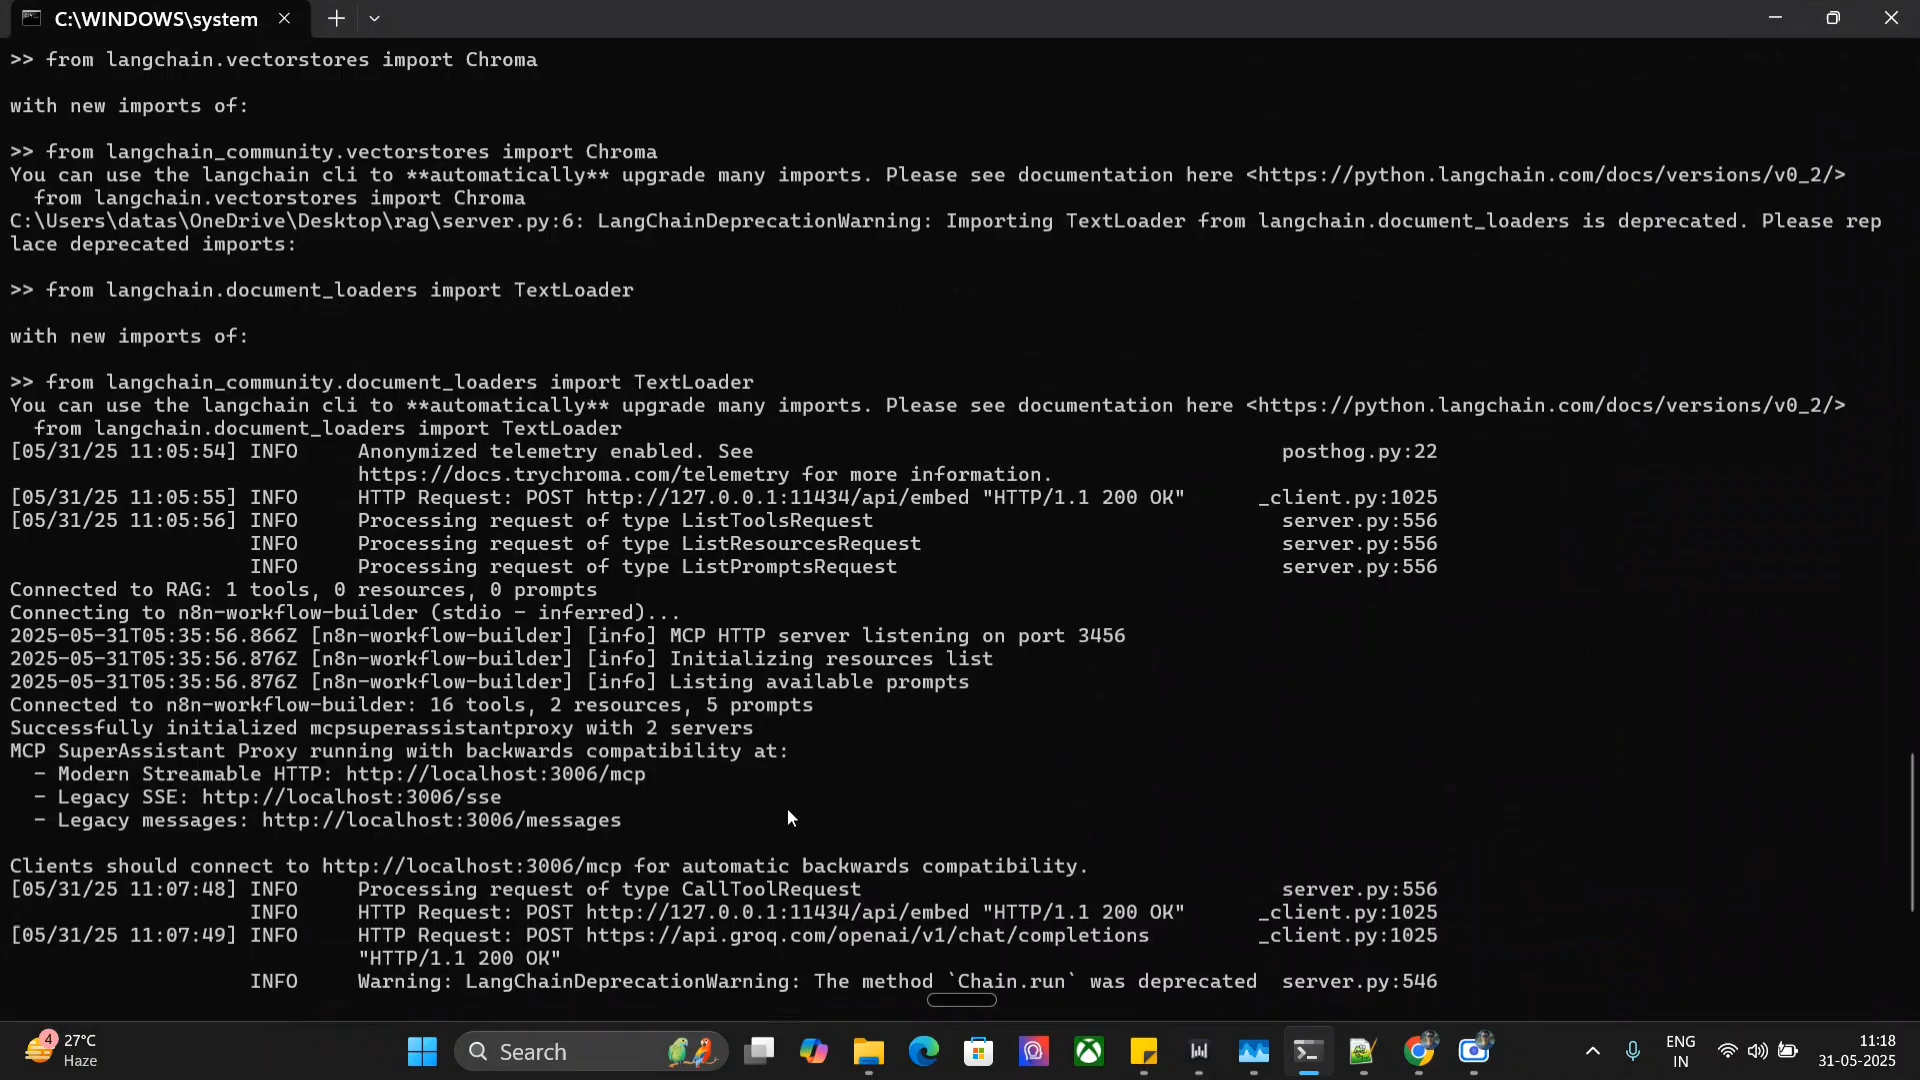 C:\WINDOWS\system
>> from langchain.vectorstores import Chroma
with new imports of:
>> from langchain_community.vectorstores import Chroma
You can use the langchain cli to **automatically** upgrade many imports. Please see documentation here <https://python.langchain.com/docs/versions/v0_2/>
from langchain.vectorstores import Chroma
C:\Users\datas\OneDrive\Desktop\rag\server.py:6: LangChainDeprecationWarning: Importing TextLoader from langchain.document_loaders is deprecated. Please rep
lace deprecated imports:
>> from langchain.document_loaders import TextLoader
with new imports of:
>> from langchain_community.document_loaders import TextLoader
You can use the langchain cli to **automatically** upgrade many imports. Please see documentation here <https://python.langchain.com/docs/versions/v0_2/>
from langchain.document_loaders import TextLoader
[05/31/25 11:05:54] INFO Anonymized telemetry enabled. See posthog.py:22
https://docs.trychroma.com/telemetry for more information.
[05/31/25 11:05:55] INFO HTTP Request: POST http://127.0.0.1:11434/api/embed "HTTP/1.1 200 OK" _client.py:1025
[05/31/25 11:05:56] INFO Processing request of type ListToolsRequest server.py:556
INFO Processing request of type ListResourcesRequest server.py:556
INFO Processing request of type ListPromptsRequest server.py:556
Connected to RAG: 1 tools, 0 resources, 0 prompts
Connecting to n8n-workflow-builder (stdio - inferred)...
2025-05-31T05:35:56.866Z [n8n-workflow-builder] [info] MCP HTTP server listening on port 3456
2025-05-31T05:35:56.876Z [n8n-workflow-builder] [info] Initializing resources list
2025-05-31T05:35:56.876Z [n8n-workflow-builder] [info] Listing available prompts
Connected to n8n-workflow-builder: 16 tools, 2 resources, 5 prompts
Successfully initialized mcpsuperassistantproxy with 2 servers
MCP SuperAssistant Proxy running with backwards compatibility at:
- Modern Streamable HTTP: http://localhost:3006/mcp
- Legacy SSE: http://localhost:3006/sse
- Legacy messages: http://localhost:3006/messages
Clients should connect to http://localhost:3006/mcp for automatic backwards compatibility.
[05/31/25 11:07:48] INFO Processing request of type CallToolRequest server.py:556
INFO HTTP Request: POST http://127.0.0.1:11434/api/embed "HTTP/1.1 200 OK" _client.py:1025
[05/31/25 11:07:49] INFO HTTP Request: POST https://api.groq.com/openai/v1/chat/completions _client.py:1025
"HTTP/1.1 200 OK"
INFO Warning: LangChainDeprecationWarning: The method `Chain.run` was deprecated server.py:546
4
27°C
Haze
Search
ENG
IN
11:18
31-05-2025